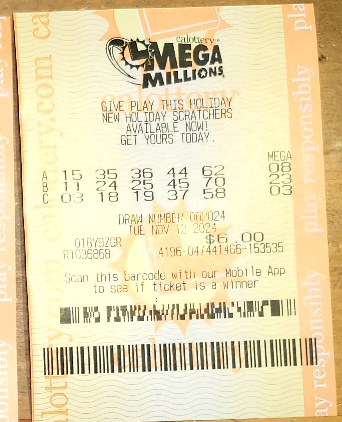 calottery
MEGA
MILLIONS
GIVE PLAY THIS HOLIDAY
NEW HOLIDAY SCRATCHERS
AVAILABLE NOW!
GET YOURS TODAY.
MEGA
A 15 35 36 44 62 08
B 11 24 25 45 70 23
C 03 18 19 37 58 03
DRAW NUMBER
TUE NOV 12 2024
$6.00
Scan this barcode with our Mobile App
to see if ticket is a winner
play responsibly